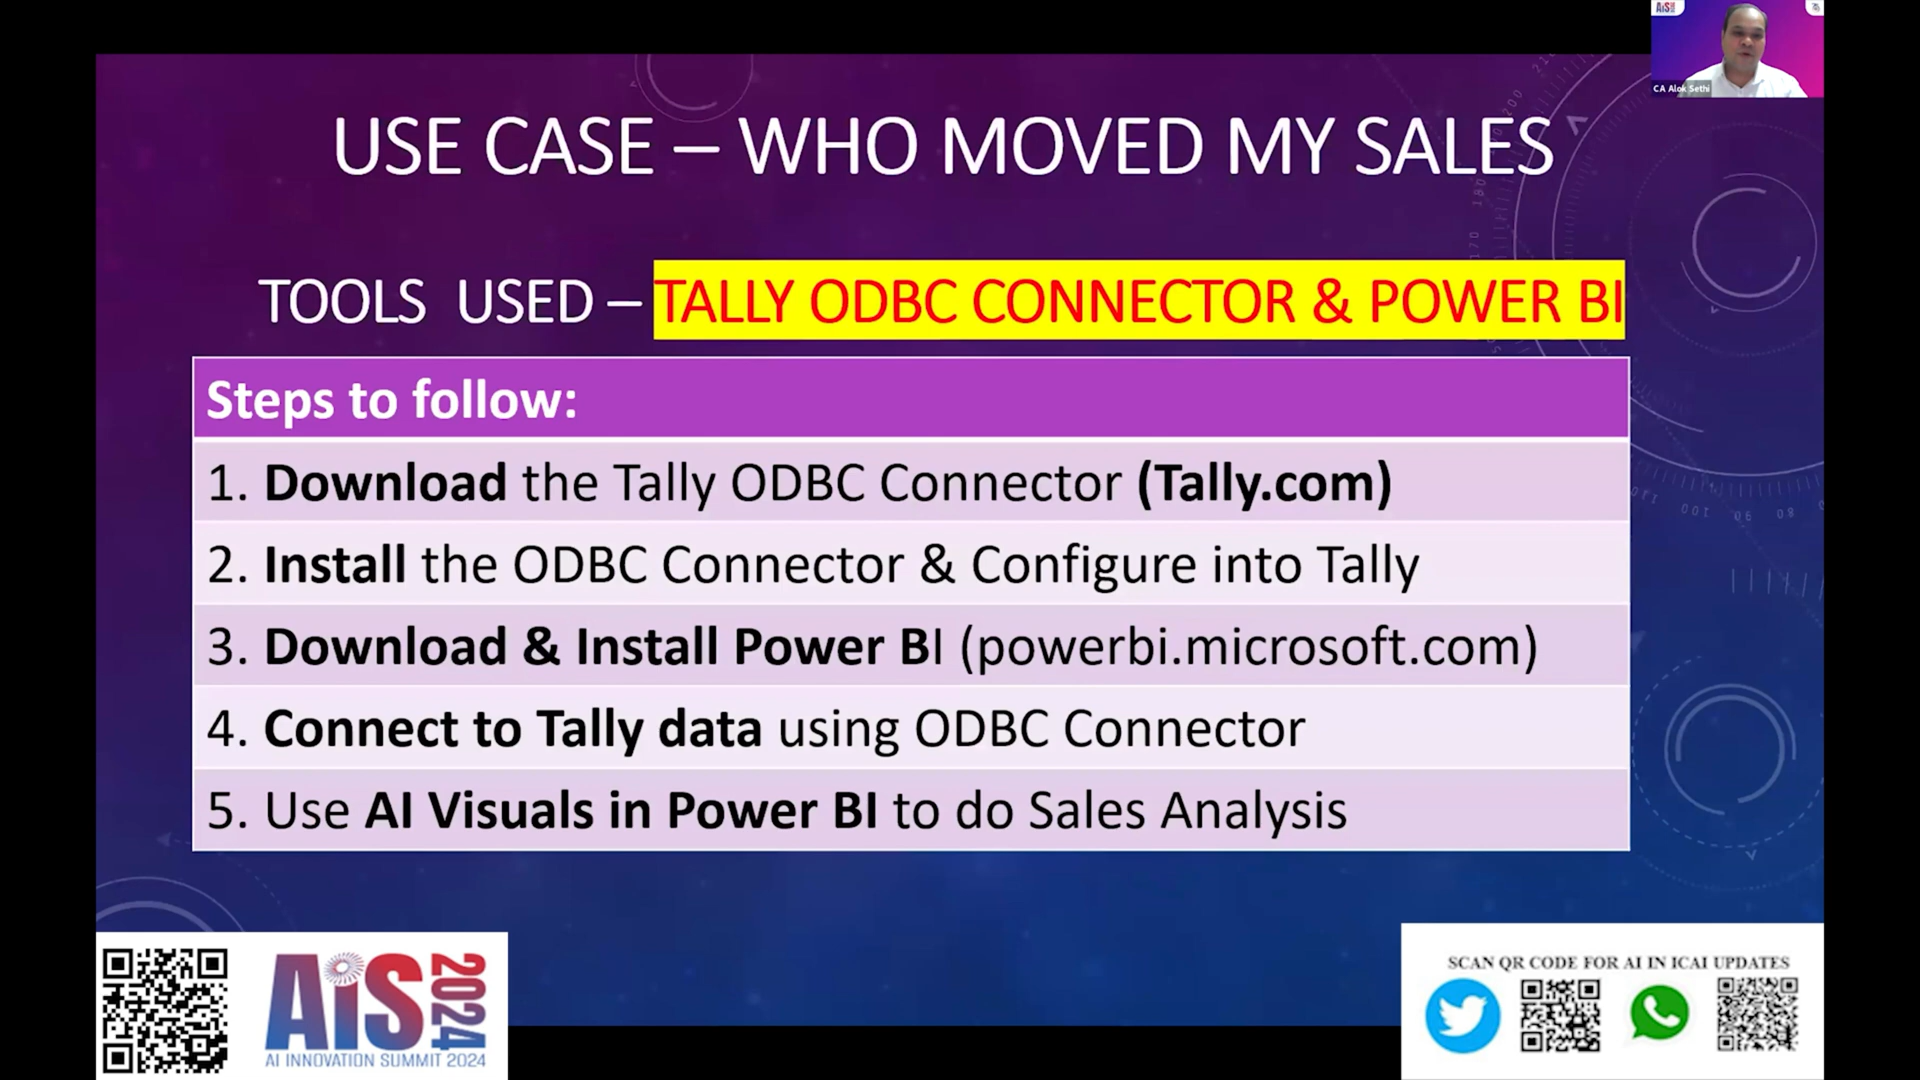 AiS
CA Alok Sethi
USE CASE – WHO MOVED MY SALES
TOOLS USED – TALLY ODBC CONNECTOR & POWER BI
Steps to follow:
1. Download the Tally ODBC Connector (Tally.com)
2. Install the ODBC Connector & Configure into Tally
3. Download & Install Power BI (powerbi.microsoft.com)
4. Connect to Tally data using ODBC Connector
5. Use AI Visuals in Power BI to do Sales Analysis
AiS 2024
AI INNOVATION SUMMIT 2024
SCAN QR CODE FOR AI IN ICAI UPDATES